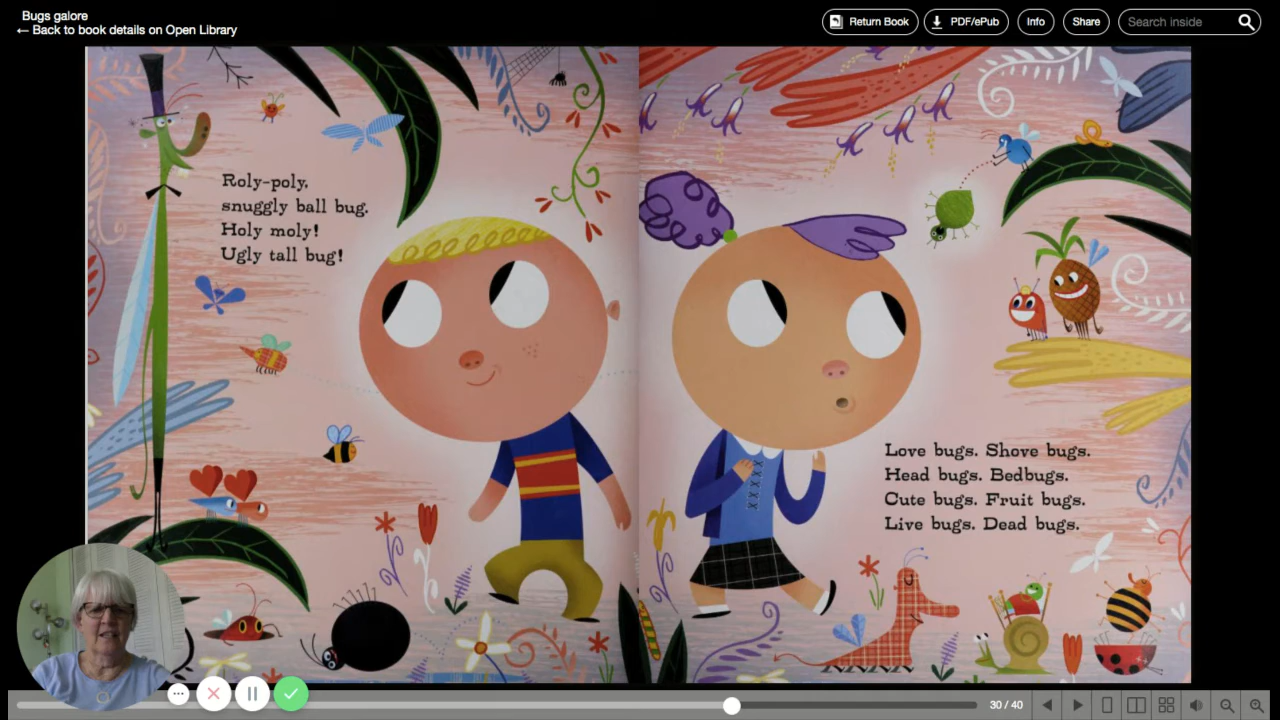 Bugs galore
← Back to book details on Open Library
Return Book
PDF/ePub
Info
Share
Search inside
Roly-poly,
snuggly ball bug.
Holy moly!
Ugly tall bug!
Love bugs. Shove bugs.
Head bugs. Bedbugs.
Cute bugs. Fruit bugs.
Live bugs. Dead bugs.
30 / 40